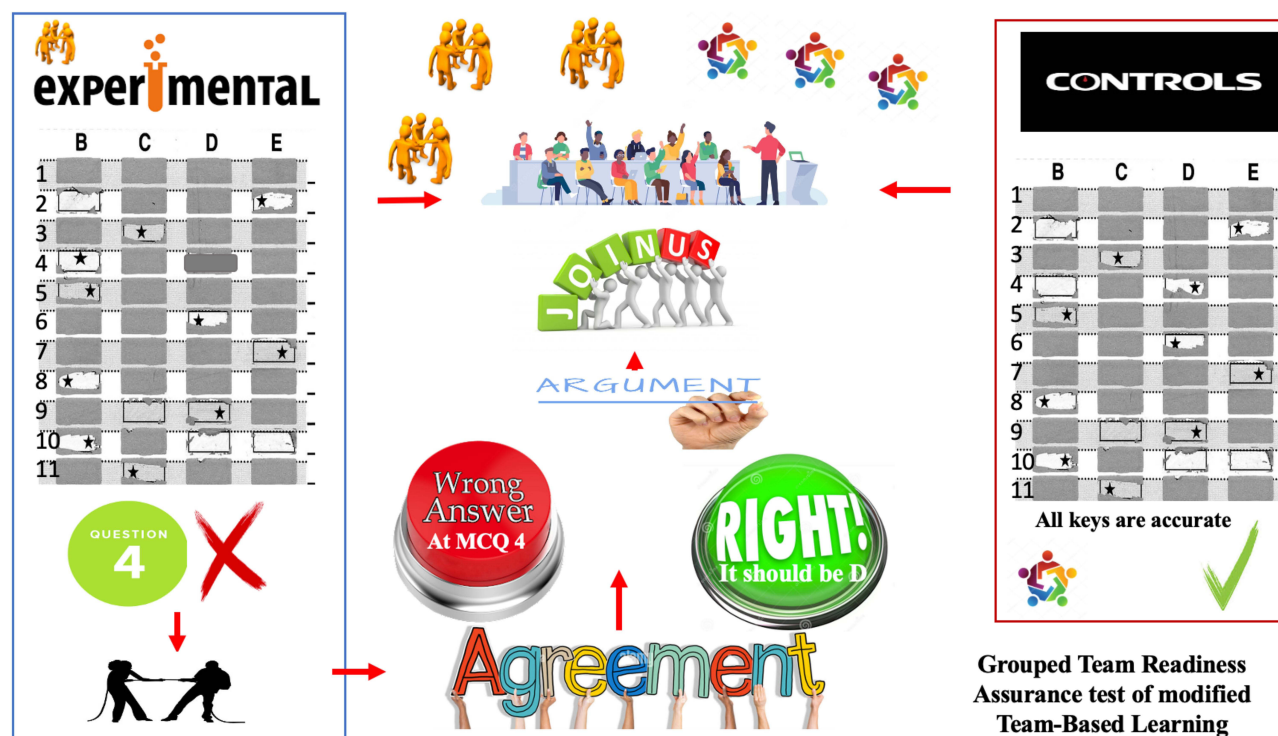 experimental
B C D E
1
2
3
4
5
6
7
8
9
10
11
QUESTION
4
JOIN US
ARGUMENT
Wrong
Answer
At MCQ 4
RIGHT!
It should be D
Agreement
CONTROLS
B C D E
1
2
3
4
5
6
7
8
9
10
11
All keys are accurate
Grouped Team Readiness
Assurance test of modified
Team-Based Learning